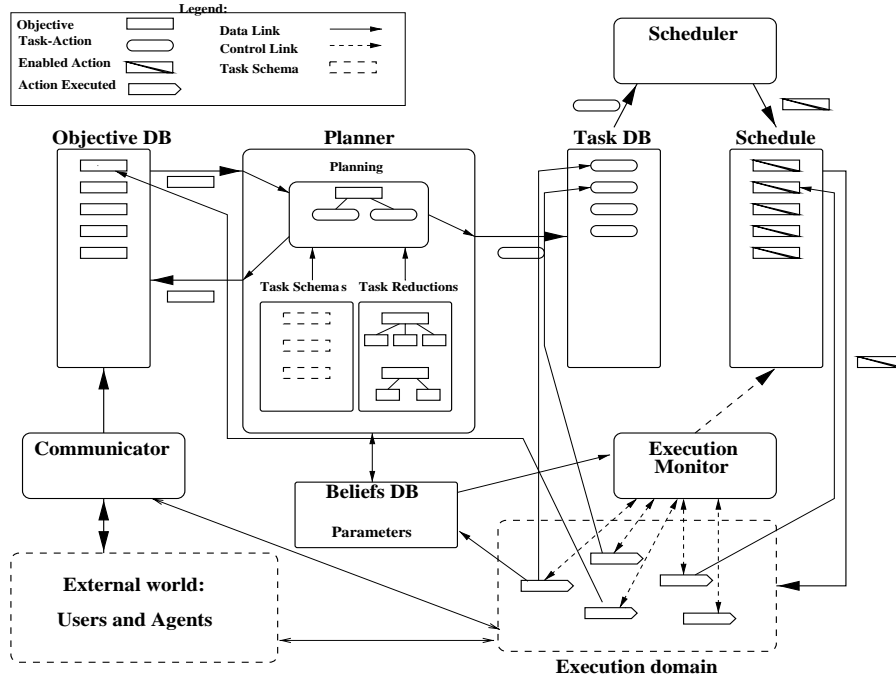 Legend:
Objective
Task-Action
Enabled Action
Action Executed
Data Link
Control Link
Task Schema
Scheduler
Objective DB
Planner
Task DB
Schedule
Planning
Task Schemas
Task Reductions
Communicator
Execution
Monitor
Beliefs DB
Parameters
External world:
Users and Agents
Execution domain